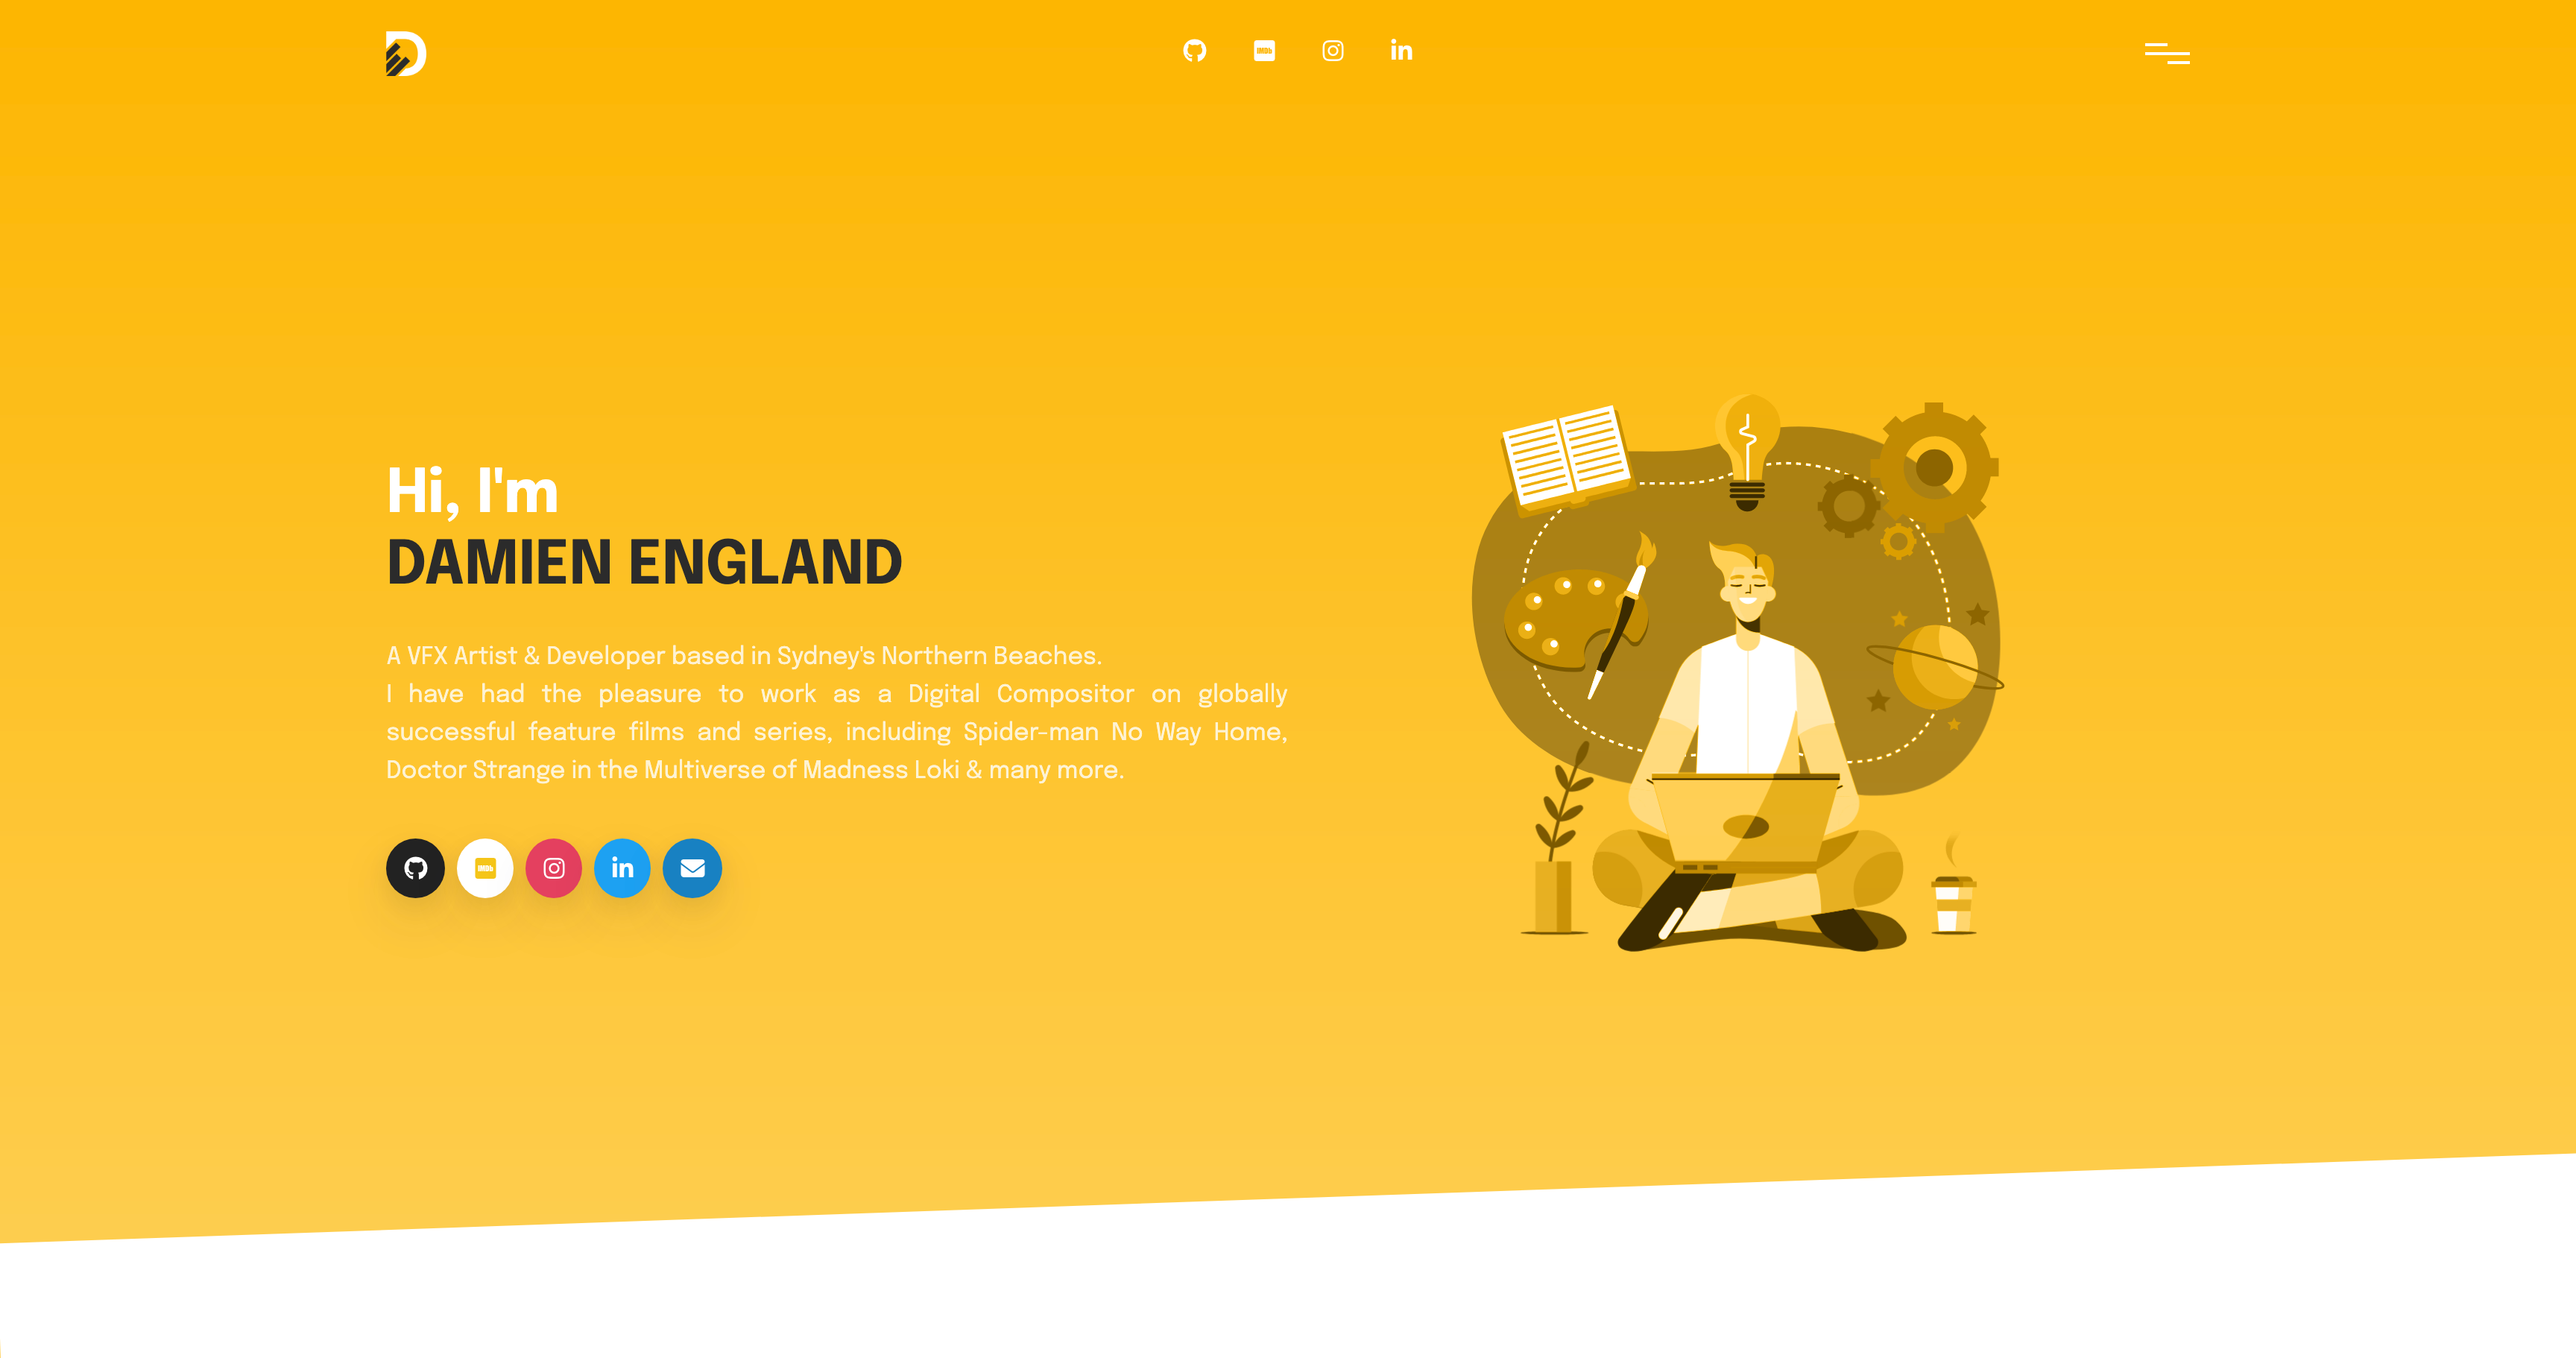 IMDb
Hi, I'm
DAMIEN ENGLAND
A VFX Artist & Developer based in Sydney's Northern Beaches.
I have had the pleasure to work as a Digital Compositor on globally
successful feature films and series, including Spider-man No Way Home,
Doctor Strange in the Multiverse of Madness Loki & many more.
IMDb